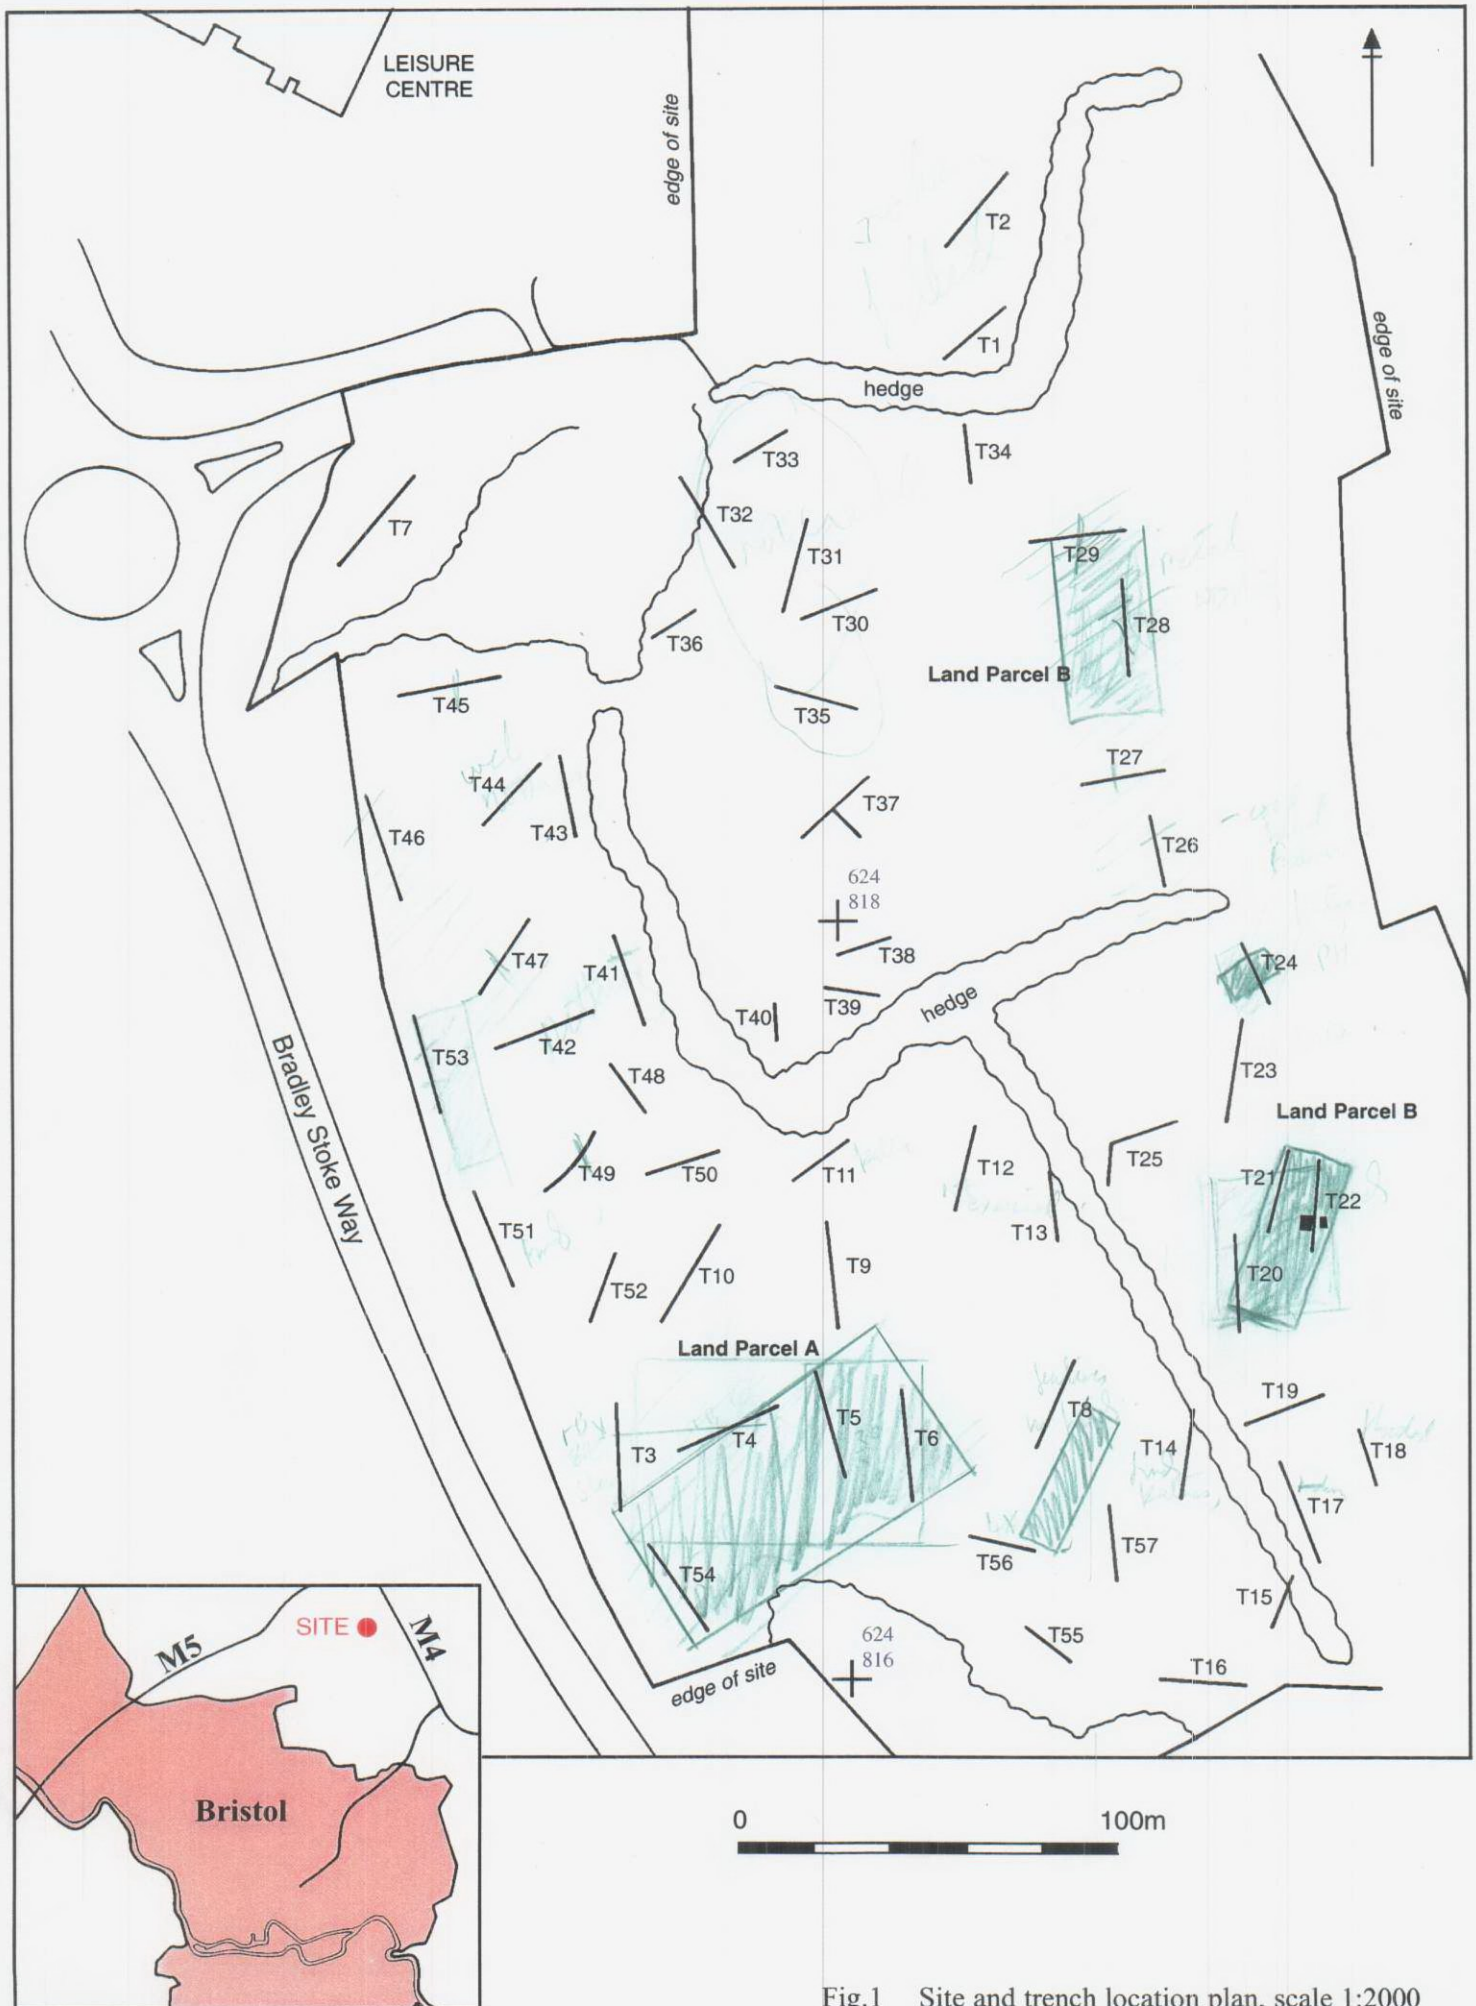 LEISURE
CENTRE
edge of site
T2
T1
edge of site
hedge
T33
T34
T7
T32
T31
T29
T30
T28
T36
Land Parcel B
T45
T35
T27
T44
T37
T43
T46
T26
624
818
T47
T41
T38
T24
T39
hedge
T40
T42
T53
T48
T23
Bradley Stoke Way
Land Parcel B
T49
T50
T11
T12
T25
T21
T22
T51
T13
T52
T10
T9
T20
Land Parcel A
T19
T3
T4
T5
T6
T8
T14
T18
T17
T54
T56
T57
T15
SITE
M4
M5
624
816
T55
T16
edge of site
Bristol
0 100m
Fig.1 Site and trench location plan, scale 1:2000